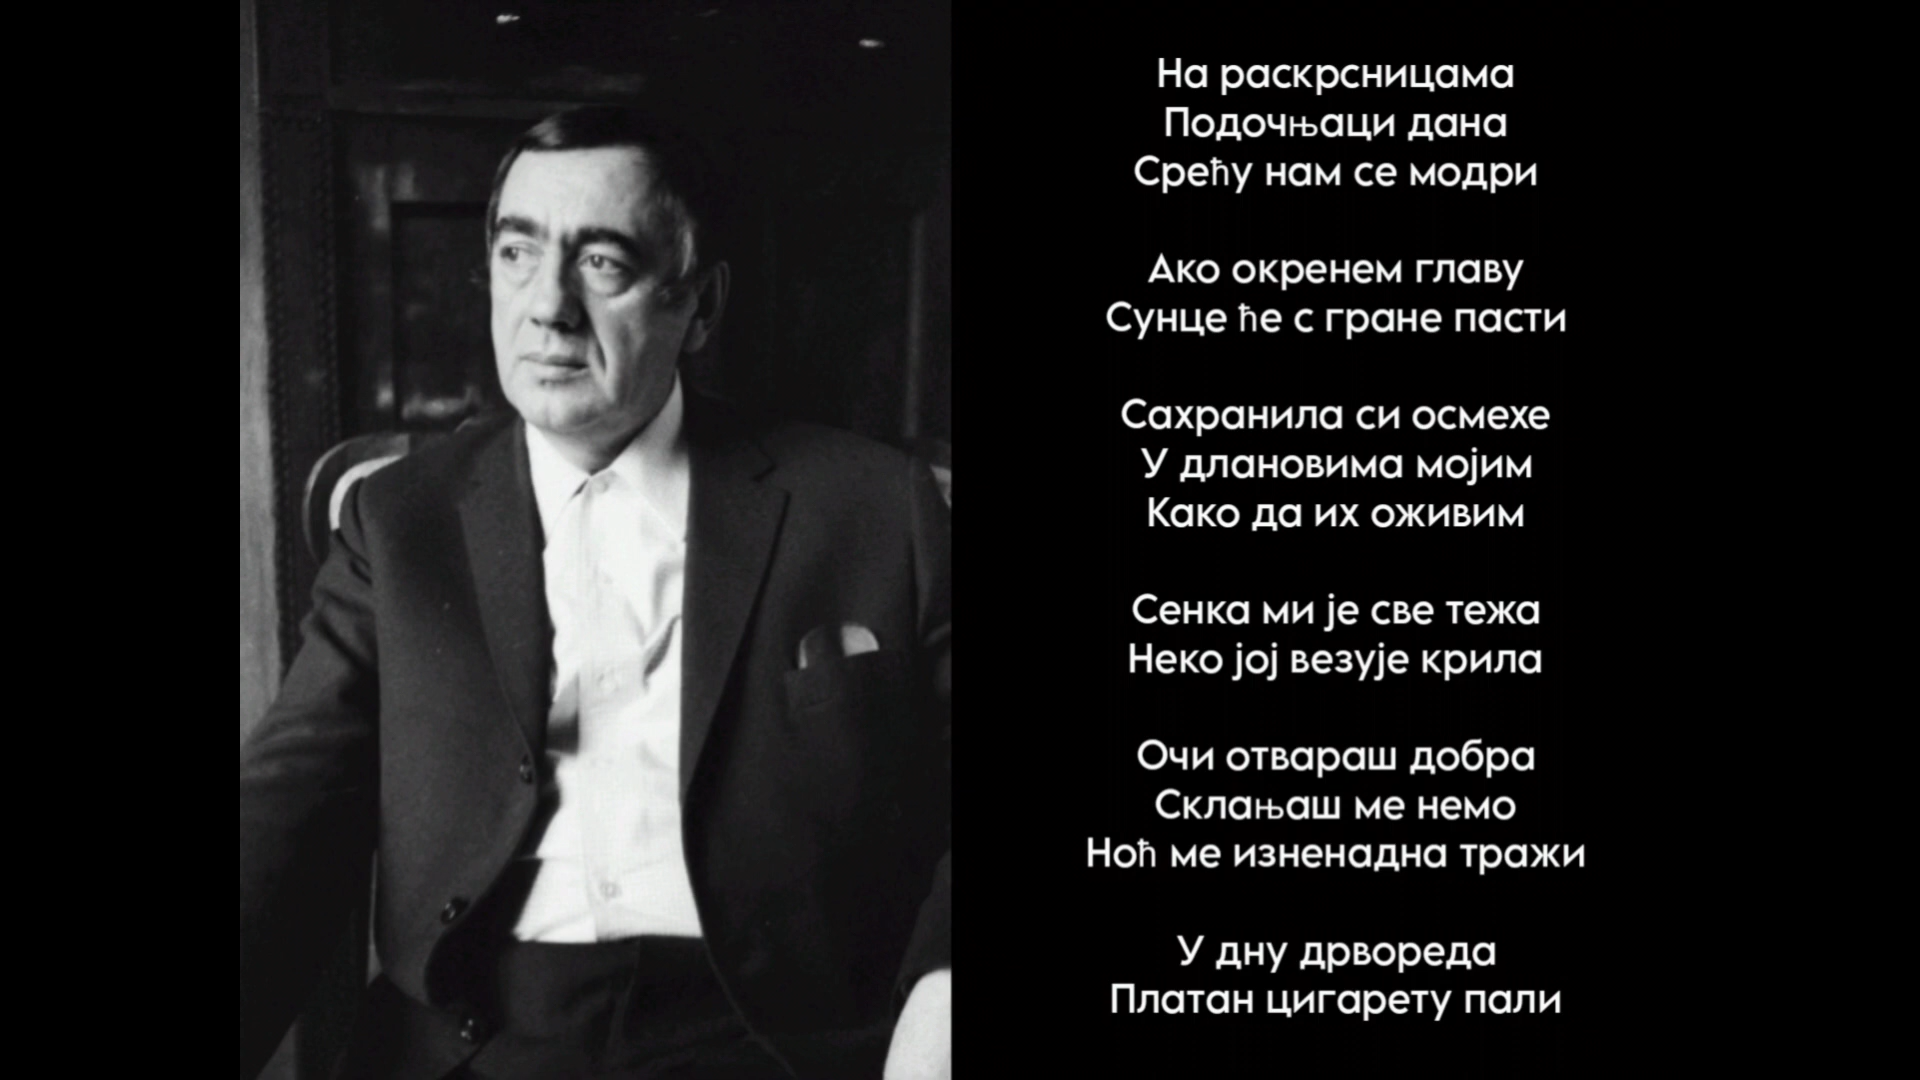 На раскрсницама
Подочњаци дана
Срећу нам се модри
Ако окренем главу
Сунце ће с гране пасти
Сахранила си осмехе
У длановима мојим
Како да их оживим
Сенка ми је све тежа
Неко јој везује крила
Очи отвараш добра
Склањаш ме немо
Ноћ ме изненадна тражи
У дну дрвореда
Платан цигарету пали